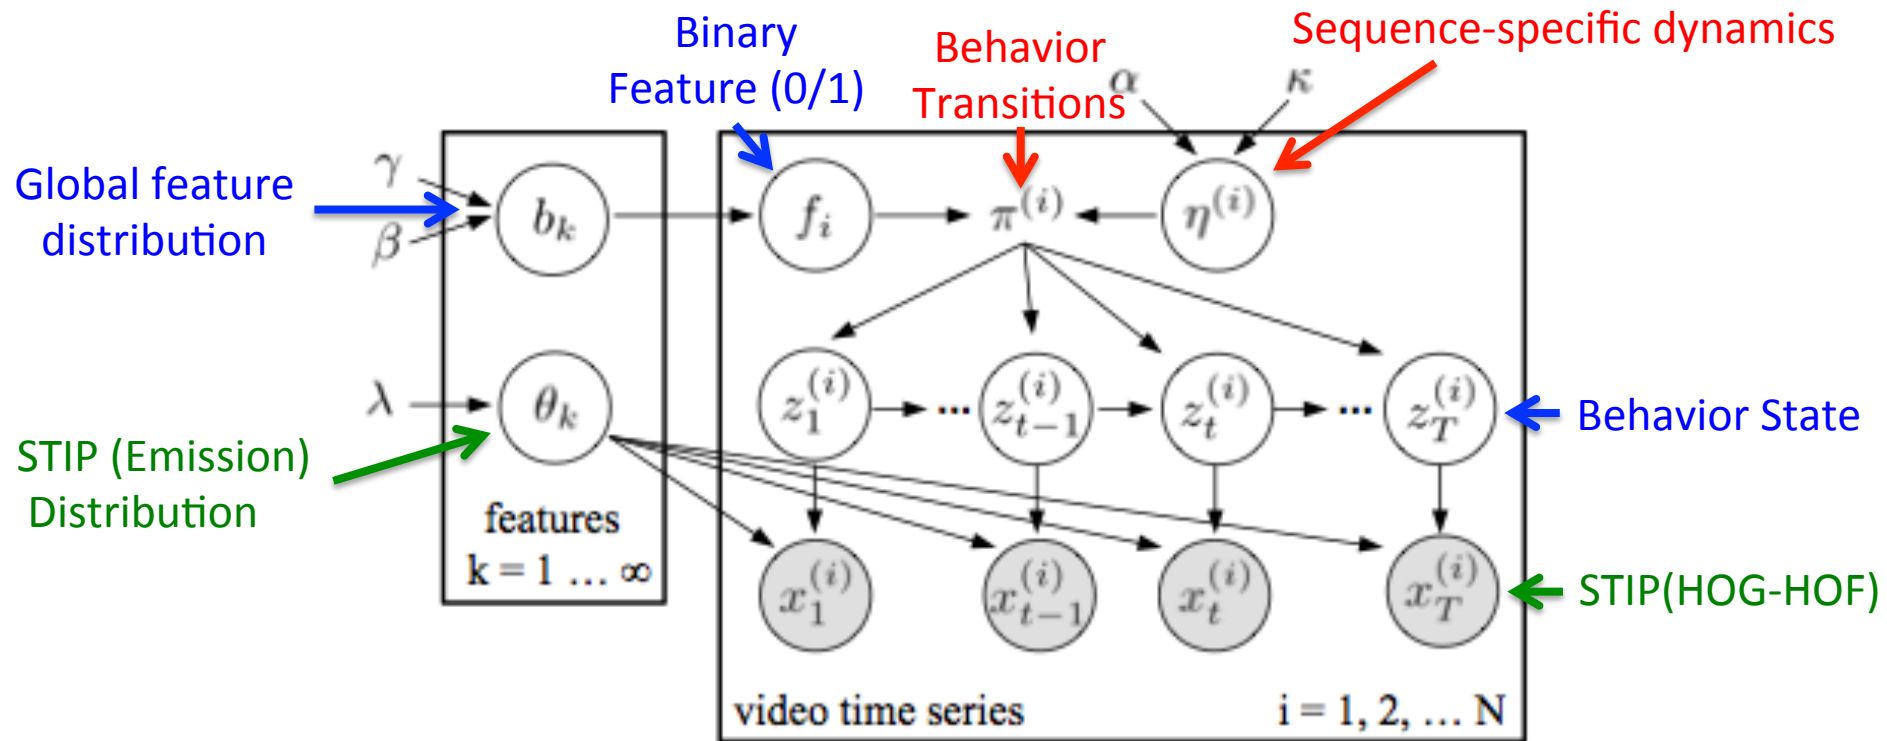 Binary
Feature (0/1)
Behavior
Transitions
Sequence-specific dynamics
α
κ
Global feature
distribution
γ
β
b_k
f_i
π^{(i)}
η^{(i)}
λ
θ_k
z_1^{(i)}
...
z_{t-1}^{(i)}
z_t^{(i)}
...
z_T^{(i)}
Behavior State
STIP (Emission)
Distribution
features
k = 1 ... ∞
x_1^{(i)}
x_{t-1}^{(i)}
x_t^{(i)}
x_T^{(i)}
STIP(HOG-HOF)
video time series
i = 1, 2, ... N